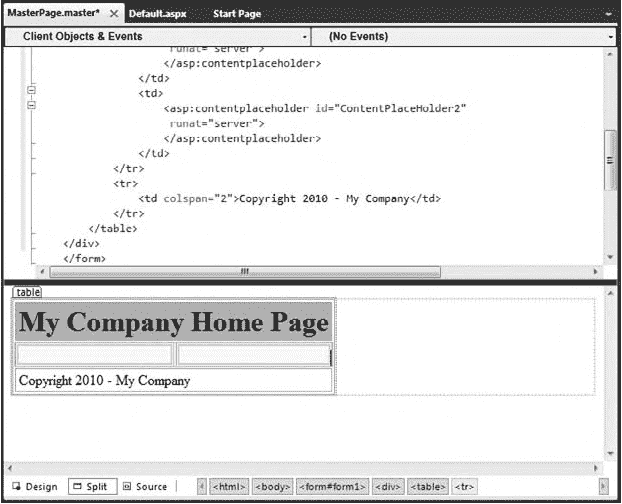 MasterPage.master* × Default.aspx Start Page
Client Objects & Events (No Events)
runat="server">
</asp:contentplaceholder>
</td>
<td>
<asp:contentplaceholder id="ContentPlaceHolder2"
runat="server">
</asp:contentplaceholder>
</td>
</tr>
<tr>
<td colspan="2">Copyright 2010 - My Company</td>
</tr>
</table>
</div>
</form>
table
My Company Home Page
Copyright 2010 - My Company
Design Split Source <html> <body> <form#form1> <div> <table> <tr>